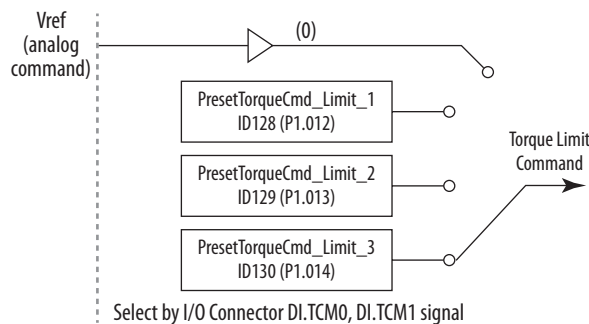 Vref
(analog
command)
(0)
PresetTorqueCmd_Limit_1
ID128 (P1.012)
PresetTorqueCmd_Limit_2
ID129 (P1.013)
Torque Limit
Command
PresetTorqueCmd_Limit_3
ID130 (P1.014)
Select by I/O Connector DI.TCM0, DI.TCM1 signal